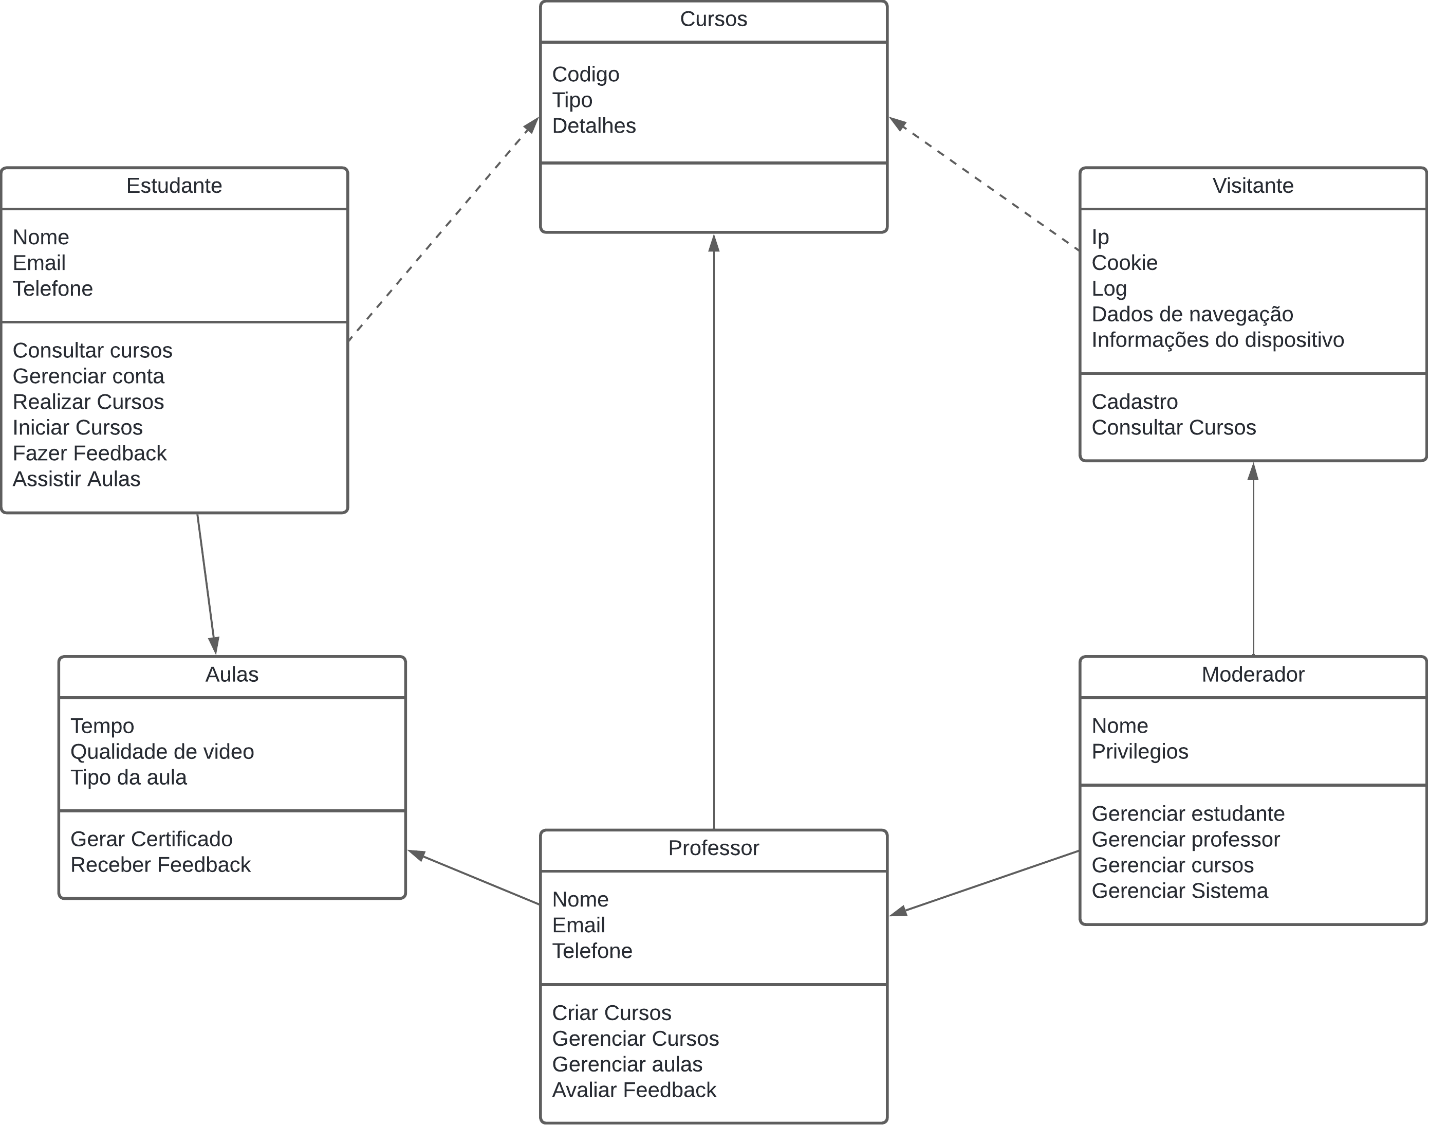 Cursos
Codigo
Tipo
Detalhes
Estudante
Nome
Email
Telefone
Consultar cursos
Gerenciar conta
Realizar Cursos
Iniciar Cursos
Fazer Feedback
Assistir Aulas
Visitante
Ip
Cookie
Log
Dados de navegação
Informações do dispositivo
Cadastro
Consultar Cursos
Aulas
Tempo
Qualidade de video
Tipo da aula
Gerar Certificado
Receber Feedback
Professor
Nome
Email
Telefone
Criar Cursos
Gerenciar Cursos
Gerenciar aulas
Avaliar Feedback
Moderador
Nome
Privilegios
Gerenciar estudante
Gerenciar professor
Gerenciar cursos
Gerenciar Sistema